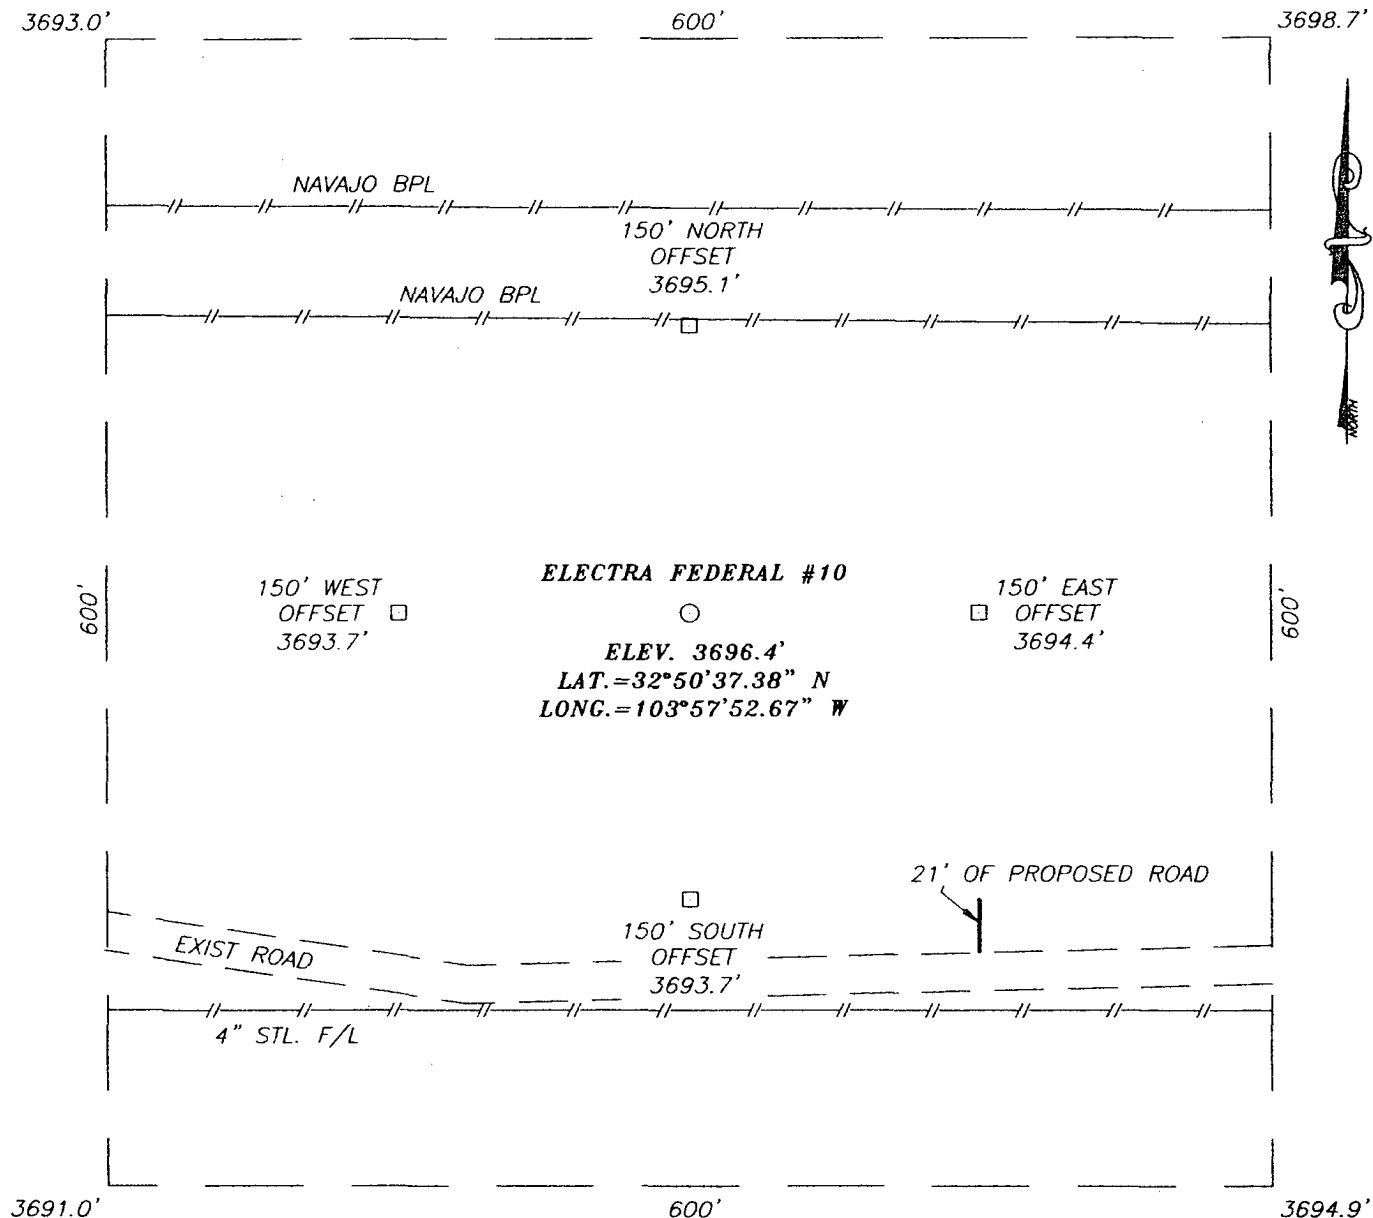 3693.0'
600'
3698.7'
NAVAJO BPL
150' NORTH
OFFSET
3695.1'
NAVAJO BPL
NORTH
600'
150' WEST
OFFSET
3693.7'
ELECTRA FEDERAL #10
ELEV. 3696.4'
LAT.=32°50'37.38" N
LONG.=103°57'52.67" W
150' EAST
OFFSET
3694.4'
600'
21' OF PROPOSED ROAD
EXIST ROAD
150' SOUTH
OFFSET
3693.7'
4" STL. F/L
3691.0'
600'
3694.9'